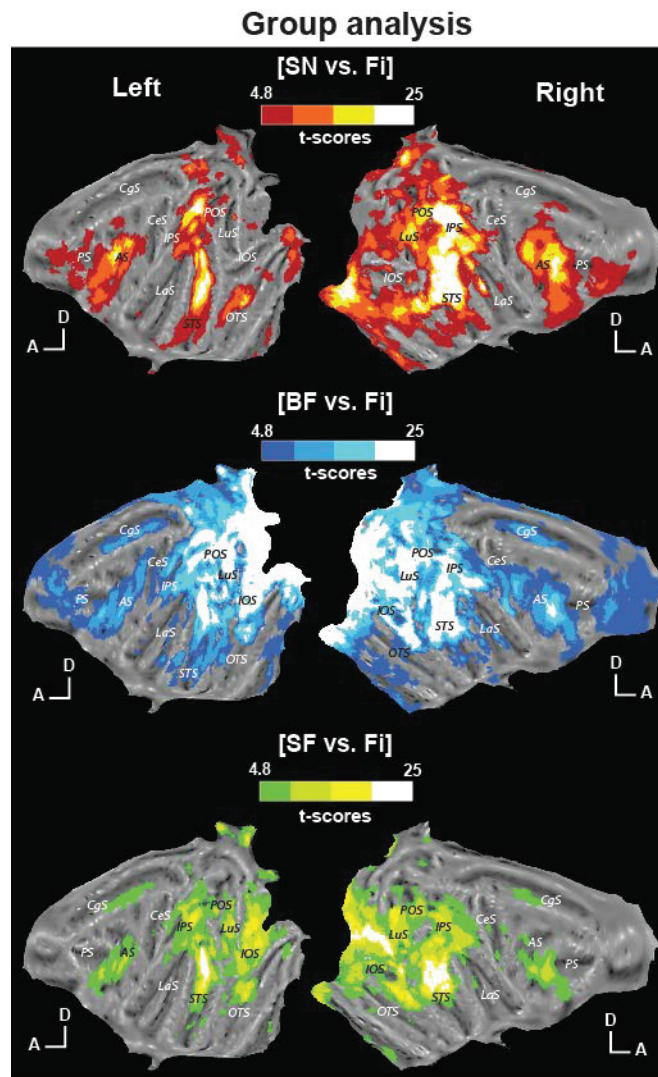 Group analysis
[SN vs. Fi]
Left
Right
4.8 25
t-scores
CgS
CeS
POS
IPS
LuS
PS
AS
IOS
LaS
STS
OTS
A D
POS
CeS
CgS
LuS
IPS
IOS
AS
PS
STS
LaS
D A
[BF vs. Fi]
4.8 25
t-scores
CgS
CeS
POS
IPS
LuS
PS
AS
IOS
LaS
STS
OTS
A D
POS
CeS
CgS
LuS
IPS
IOS
AS
PS
STS
LaS
OTS
D A
[SF vs. Fi]
4.8 25
t-scores
CgS
CeS
POS
IPS
LuS
PS
AS
IOS
LaS
STS
OTS
A D
POS
CeS
CgS
LuS
IPS
AS
IOS
PS
STS
LaS
OTS
D A